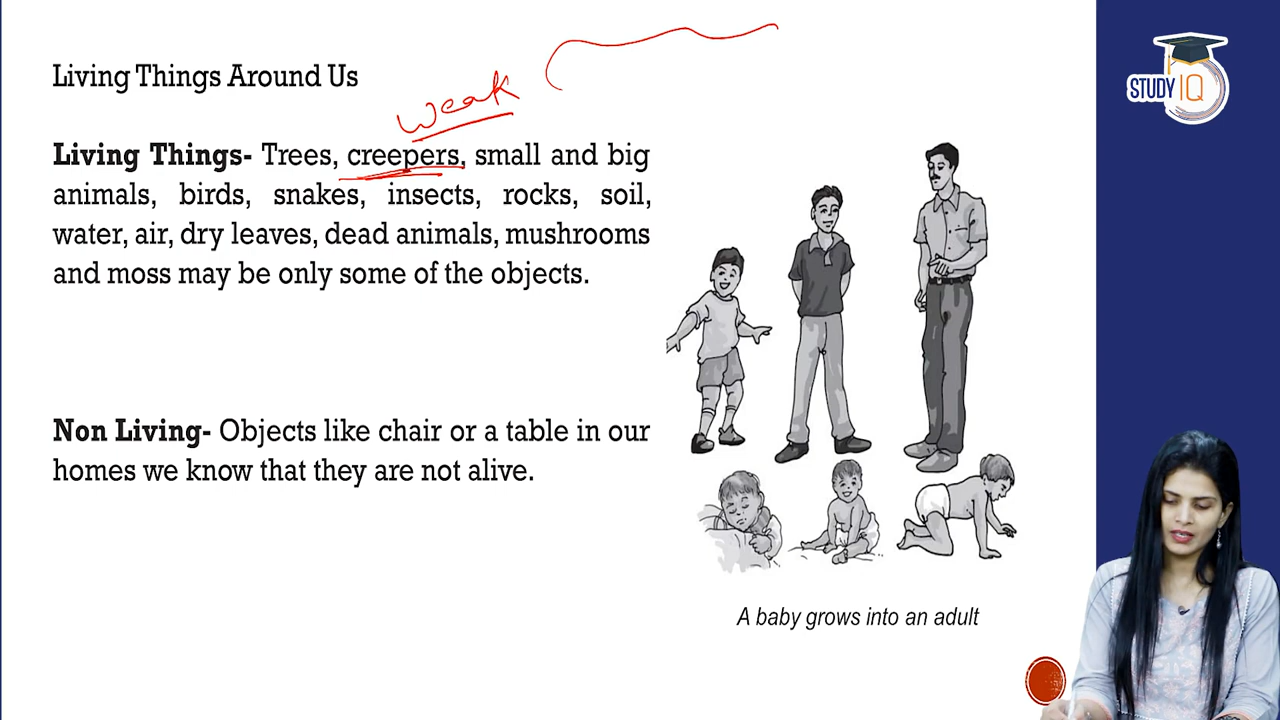 Living Things Around Us
weak
Living Things- Trees, creepers, small and big
animals, birds, snakes, insects, rocks, soil,
water, air, dry leaves, dead animals, mushrooms
and moss may be only some of the objects.
Non Living- Objects like chair or a table in our
homes we know that they are not alive.
A baby grows into an adult
STUDY IQ